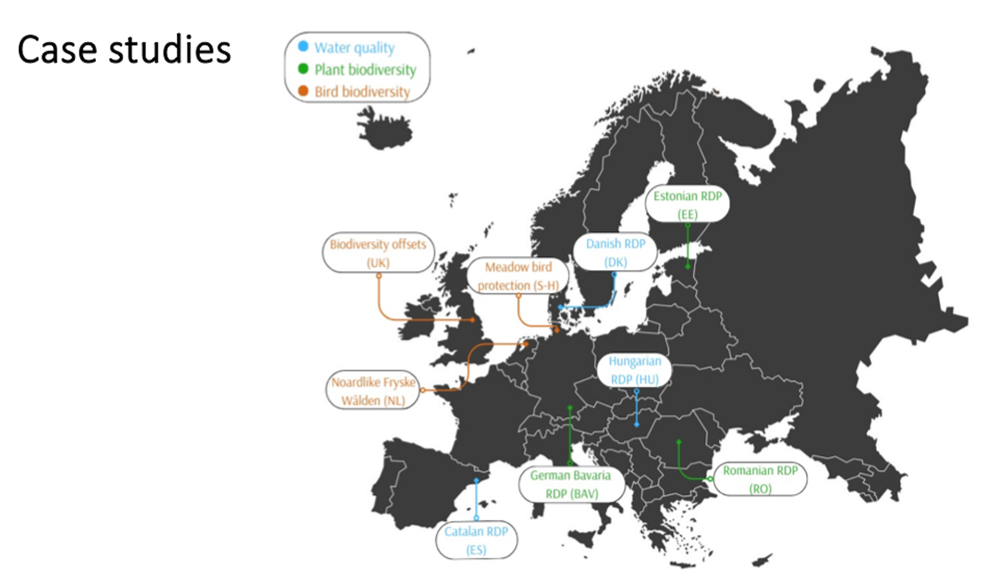 Case studies
Water quality
Plant biodiversity
Bird biodiversity
Estonian RDP
(EE)
Biodiversity offsets
(UK)
Danish RDP
(DK)
Meadow bird
protection (S-H)
Hungarian
RDP (HU)
Noardlike Fryske
Wâlden (NL)
German Bavaria
RDP (BAV)
Romanian RDP
(RO)
Catalan RDP
(ES)